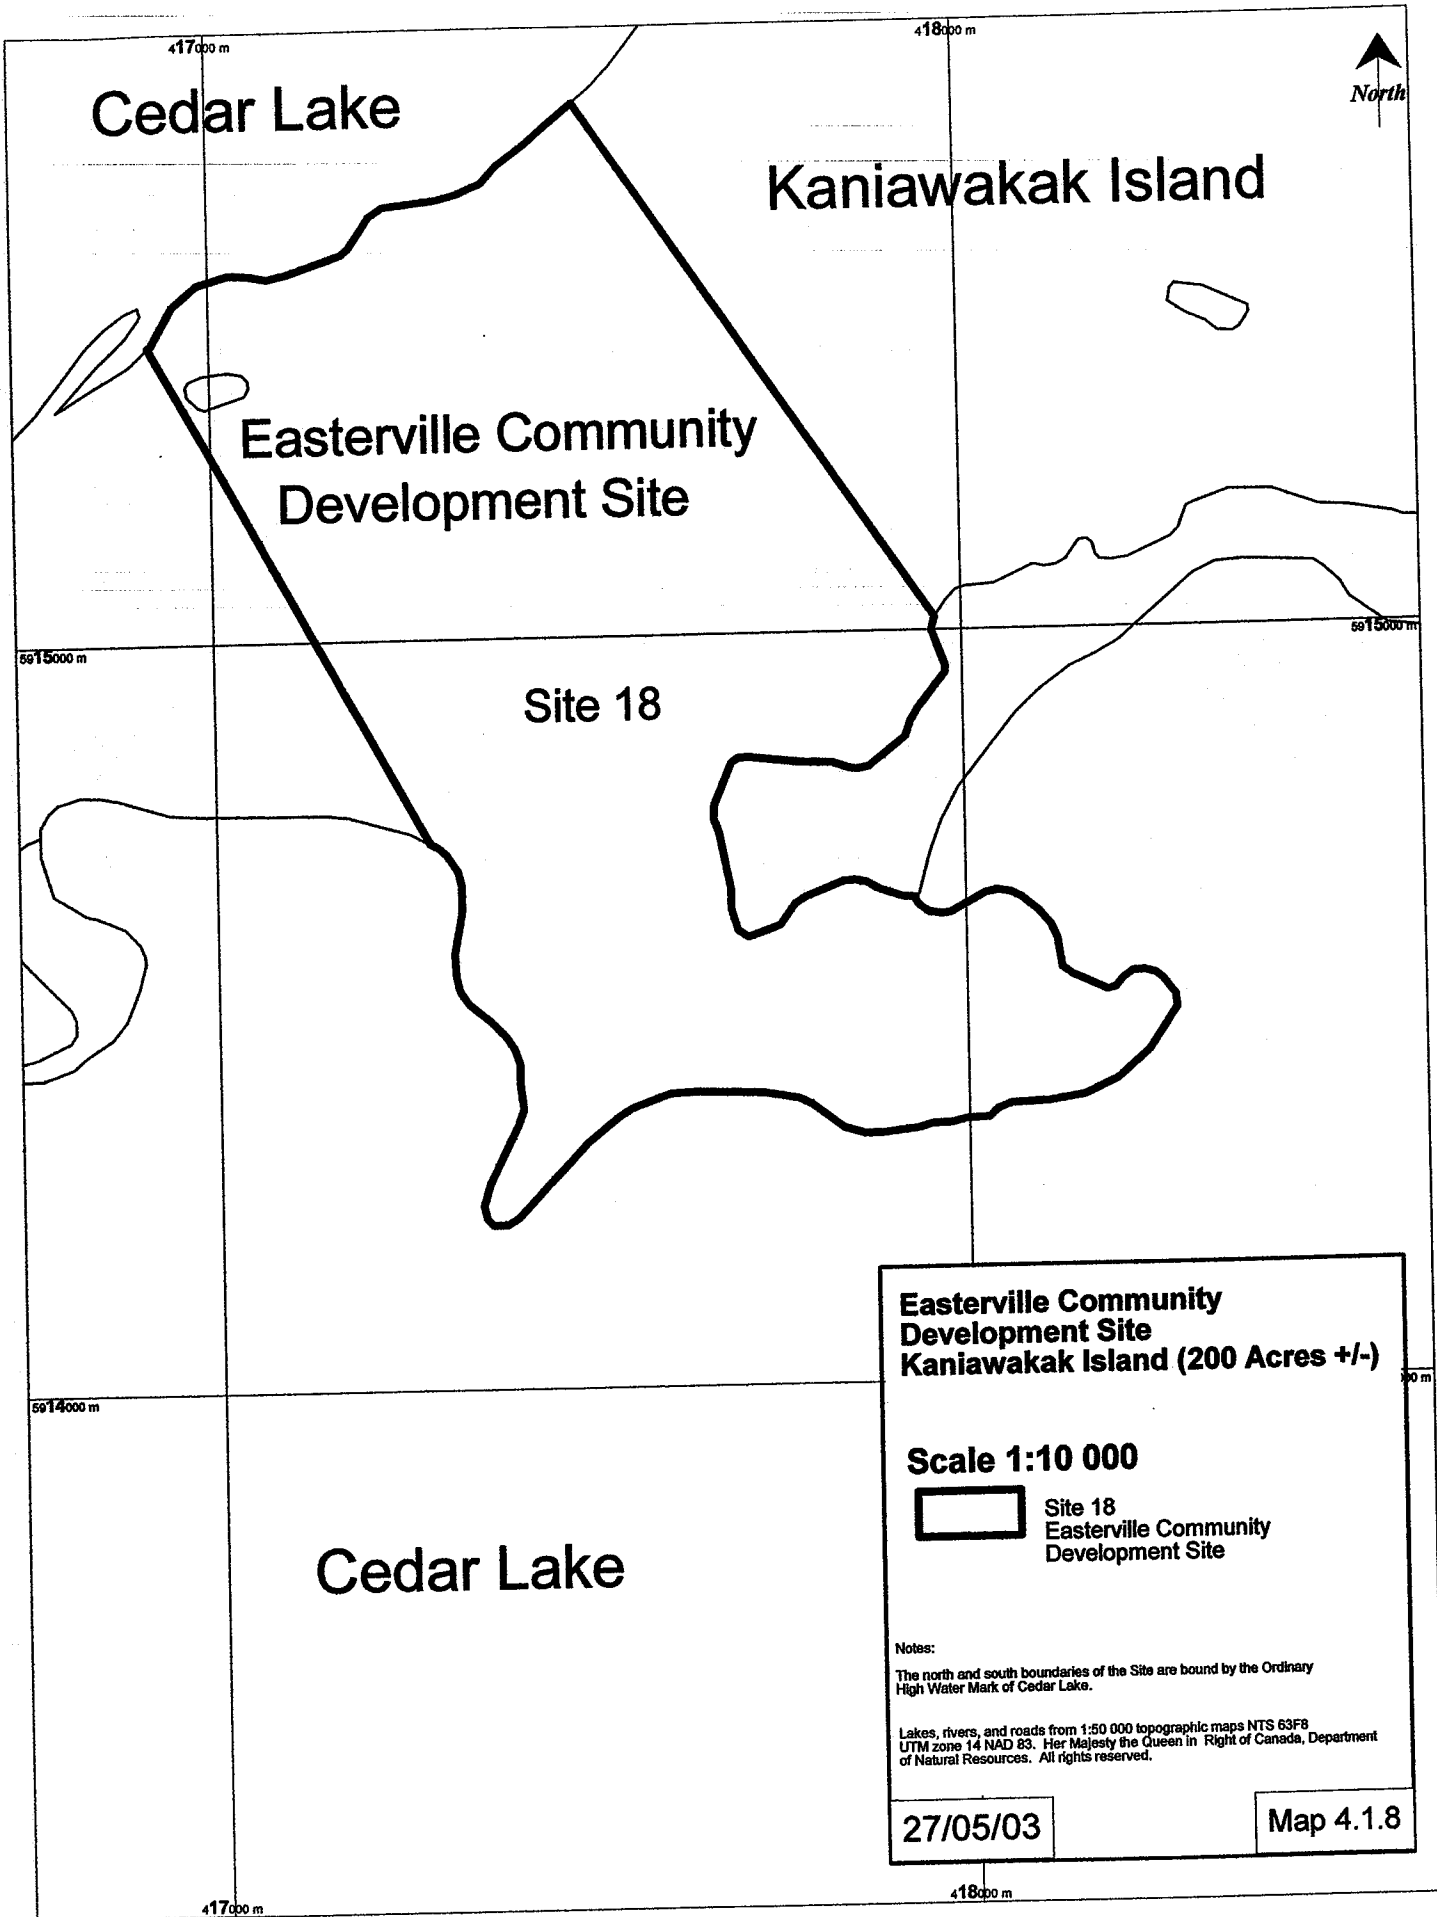 417000 m
418000 m
North
Cedar Lake
Kaniawakak Island
Easterville Community
Development Site
5915000 m
5915000 m
Site 18
Easterville Community
Development Site
Kaniawakak Island (200 Acres +/-)
5914000 m
00 m
Scale 1:10 000
Site 18
Easterville Community
Development Site
Cedar Lake
Notes:
The north and south boundaries of the Site are bound by the Ordinary
High Water Mark of Cedar Lake.
Lakes, rivers, and roads from 1:50 000 topographic maps NTS 63F8
UTM zone 14 NAD 83. Her Majesty the Queen in Right of Canada, Department
of Natural Resources. All rights reserved.
27/05/03
Map 4.1.8
417000 m
418000 m